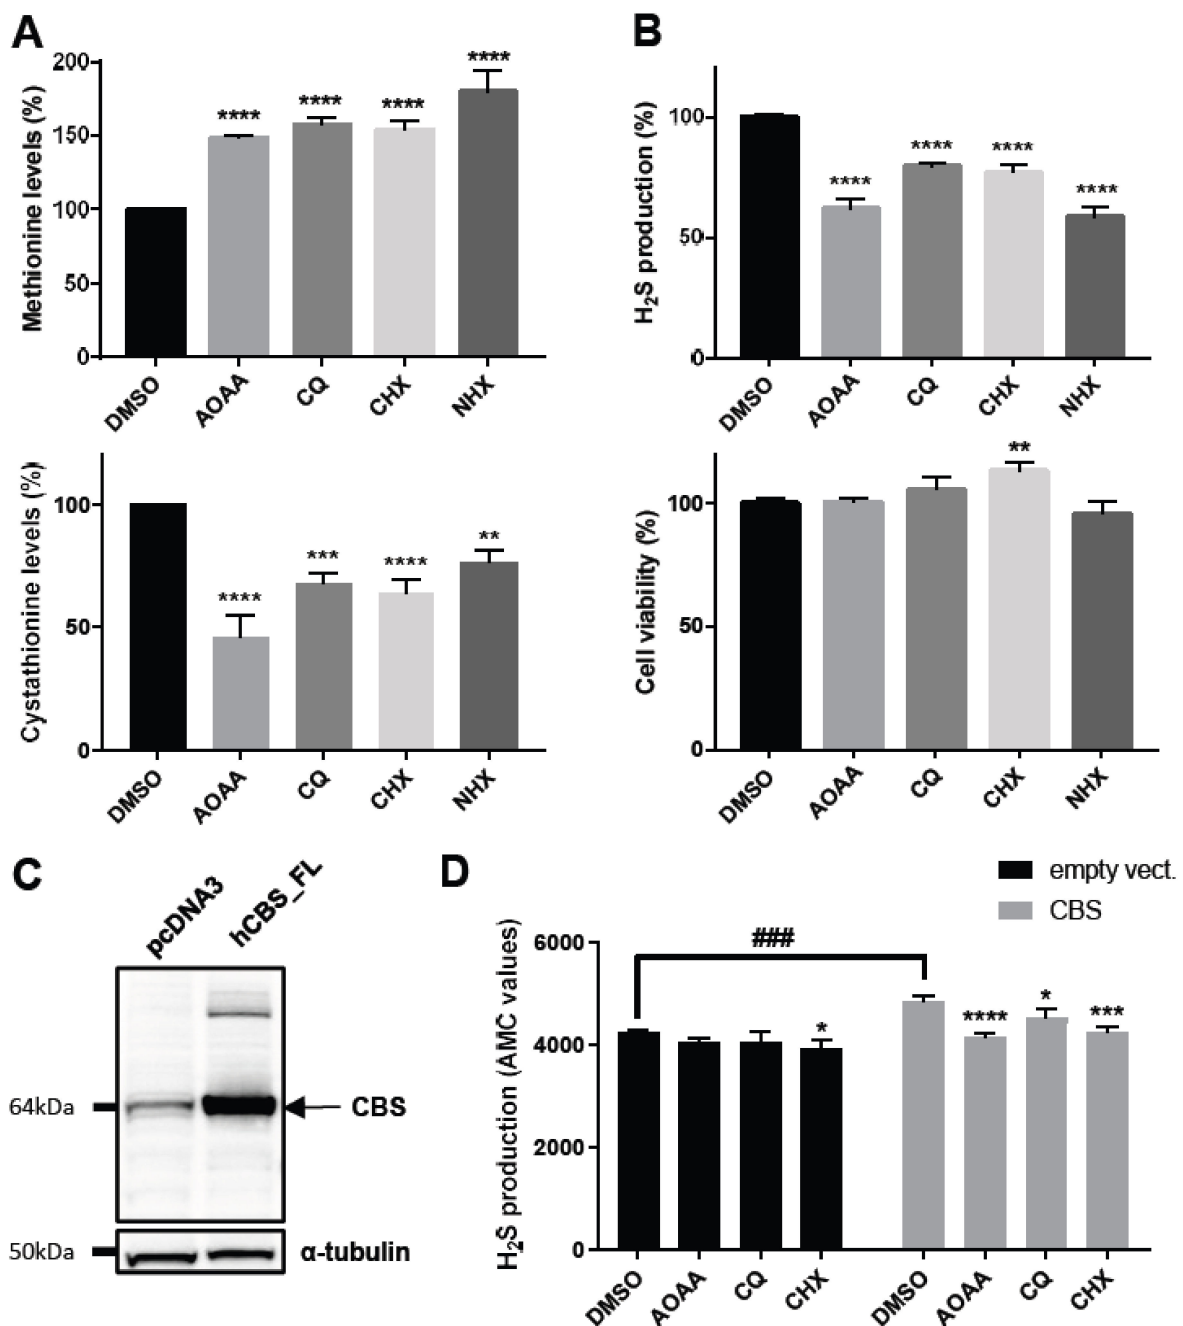 A
Methionine levels (%)
200
150
100
50
0
****
****
****
****
DMSO
AOAA
CQ
CHX
NHX
Cystathionine levels (%)
100
50
0
****
***
****
**
DMSO
AOAA
CQ
CHX
NHX
B
H₂S production (%)
100
50
0
****
****
****
****
DMSO
AOAA
CQ
CHX
NHX
Cell viability (%)
100
50
0
**
DMSO
AOAA
CQ
CHX
NHX
C
pcDNA3
hCBS_FL
64kDa
CBS
50kDa
α-tubulin
D
empty vect.
CBS
H₂S production (AMC values)
6000
4000
2000
0
###
*
****
*
***
DMSO
AOAA
CQ
CHX
DMSO
AOAA
CQ
CHX